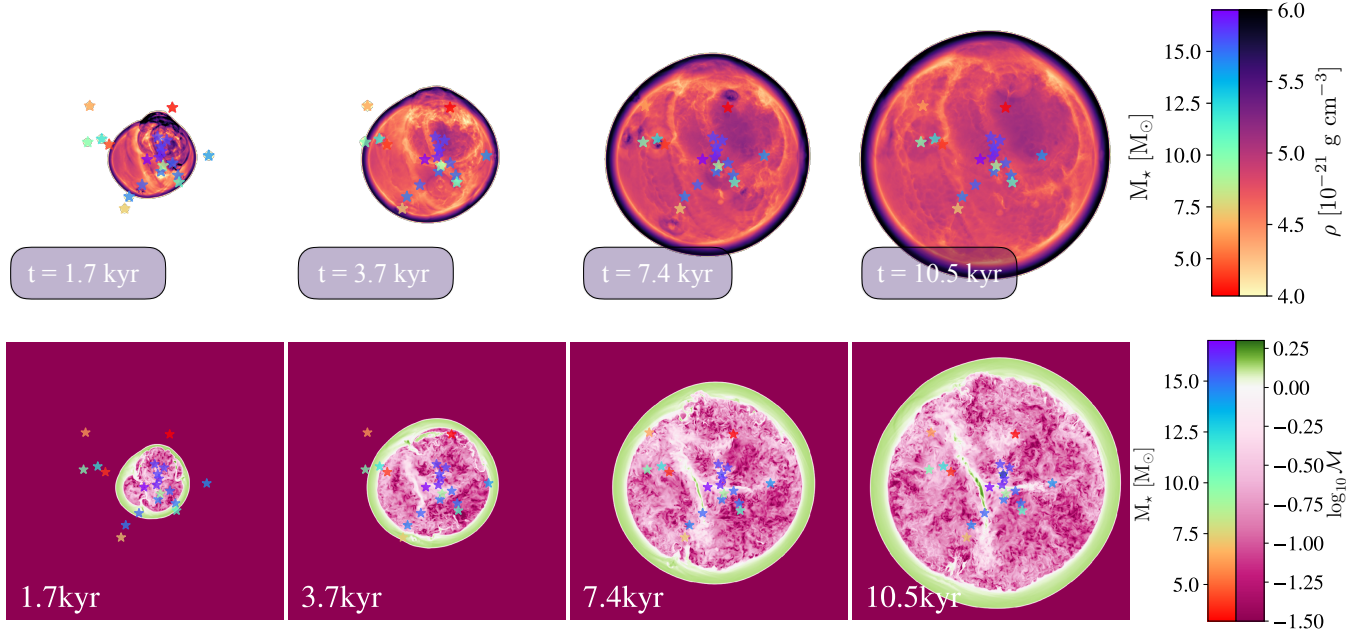 t = 1.7 kyr
t = 3.7 kyr
t = 7.4 kyr
t = 10.5 kyr
15.0
12.5
10.0
7.5
5.0
M⋆ [M⊙]
6.0
5.5
5.0
4.5
4.0
ρ [10⁻²¹ g cm⁻³]
1.7kyr
3.7kyr
7.4kyr
10.5kyr
15.0
12.5
10.0
7.5
5.0
M⋆ [M⊙]
0.25
0.00
−0.25
−0.50
−0.75
−1.00
−1.25
−1.50
log₁₀ ℳ